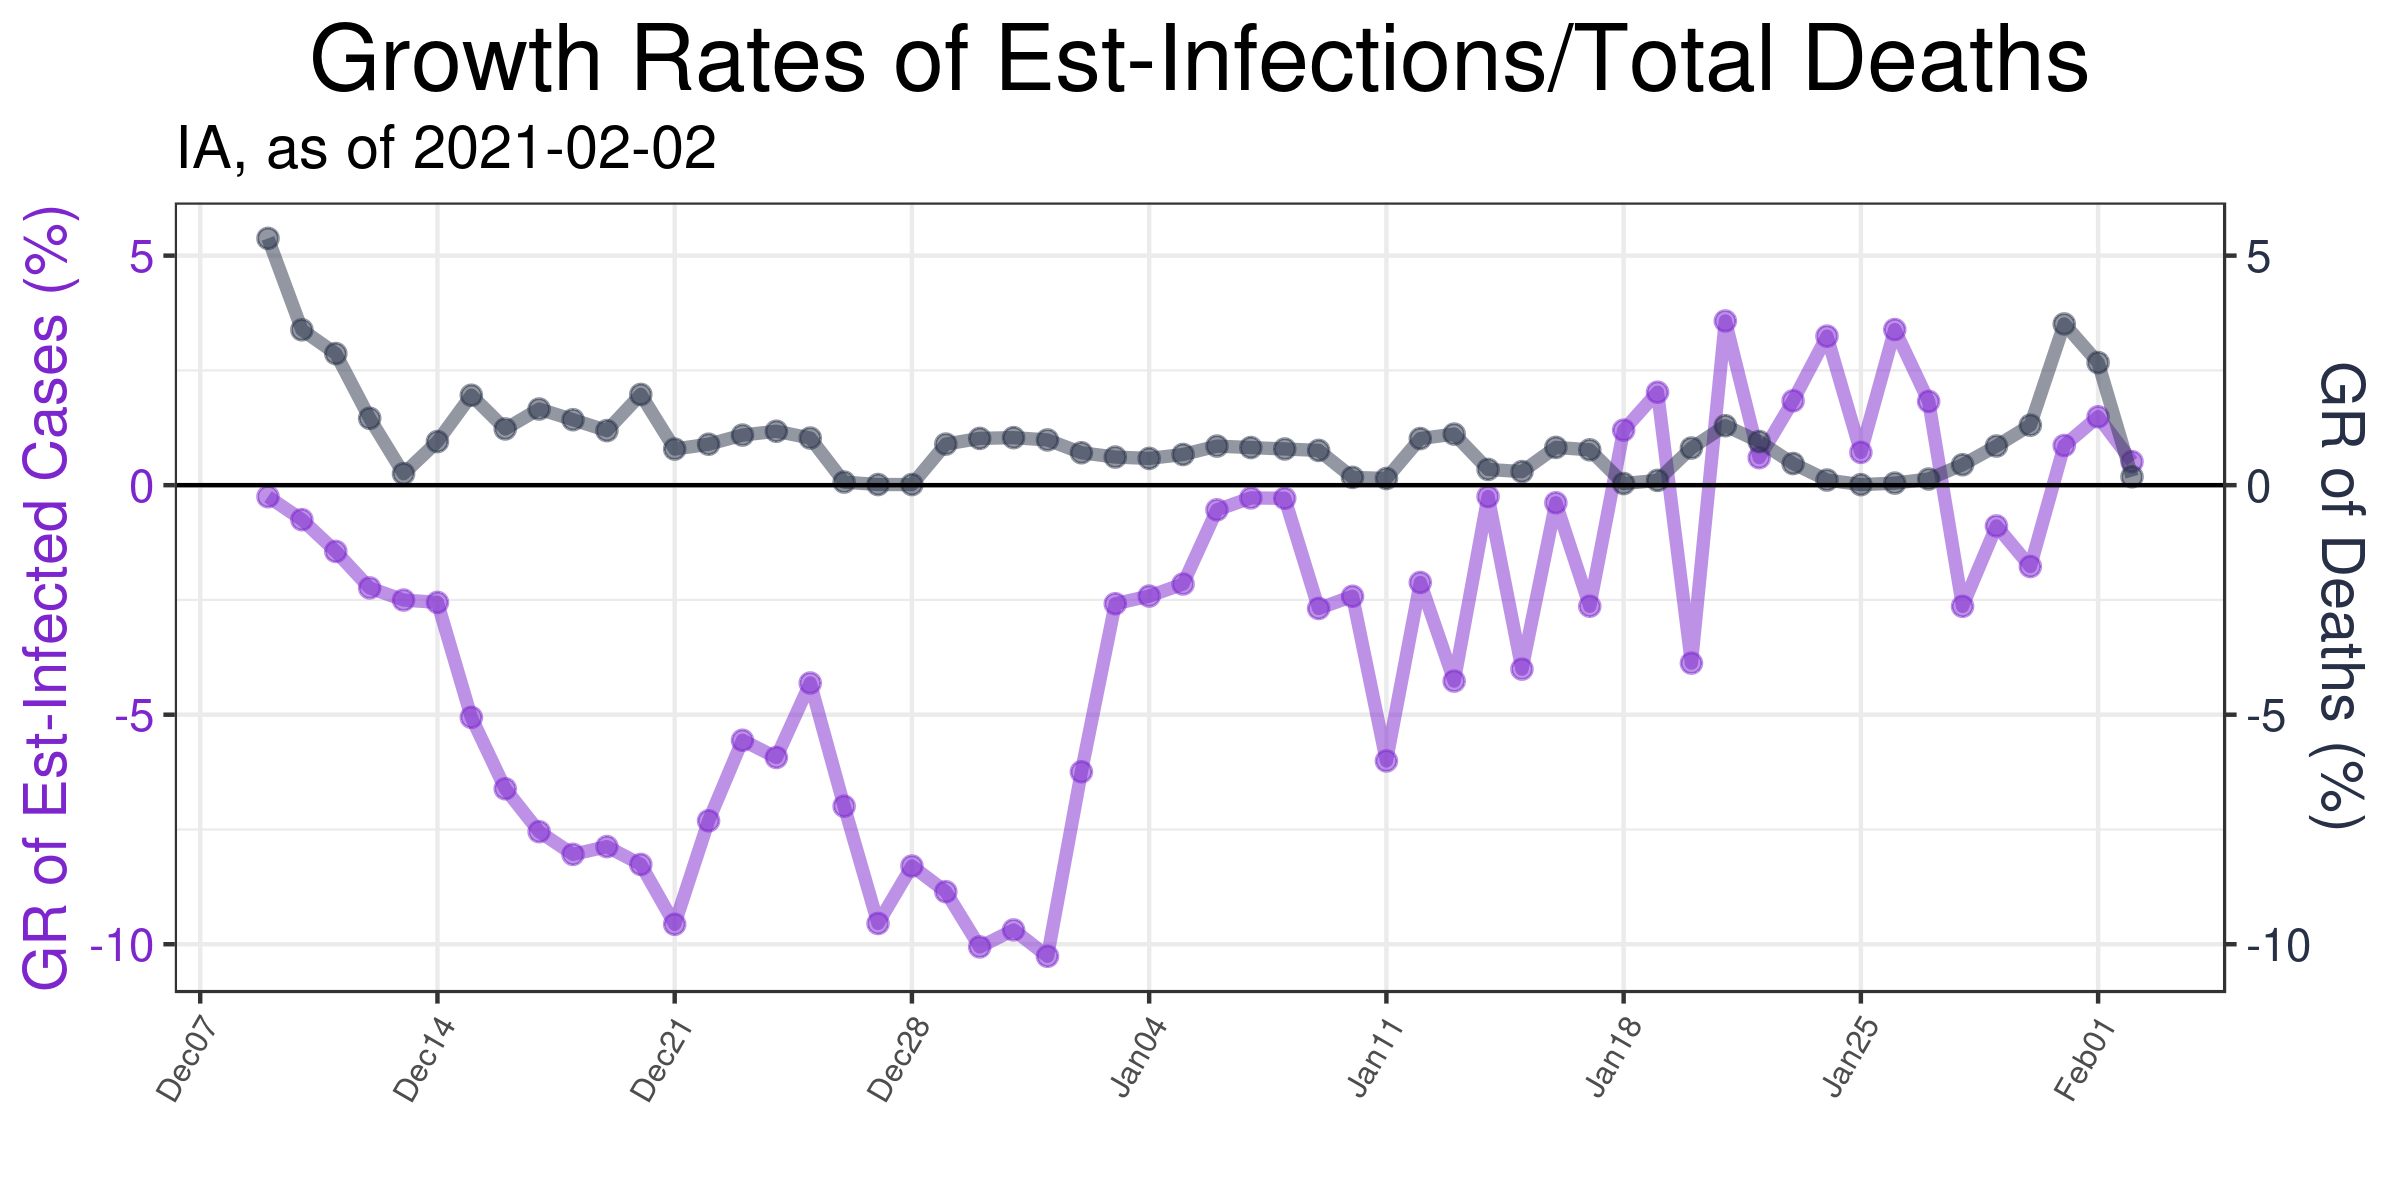 Growth Rates of Est-Infections/Total Deaths
IA, as of 2021-02-02
GR of Est-Infected Cases (%)
5
0
-5
-10
5
0
-5
-10
GR of Deaths (%)
Dec07
Dec14
Dec21
Dec28
Jan04
Jan11
Jan18
Jan25
Feb01